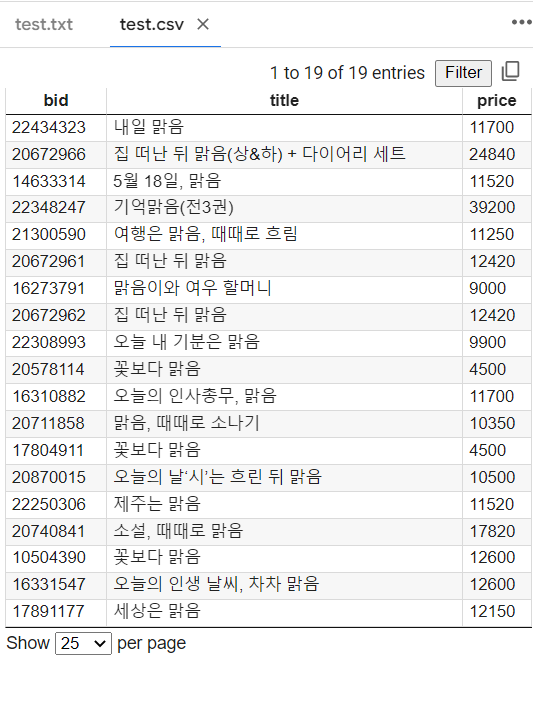 test.txt test.csv
1 to 19 of 19 entries Filter
bid title price
22434323 내일 맑음 11700
20672966 집 떠난 뒤 맑음(상&하) + 다이어리 세트 24840
14633314 5월 18일, 맑음 11520
22348247 기억맑음(전3권) 39200
21300590 여행은 맑음, 때때로 흐림 11250
20672961 집 떠난 뒤 맑음 12420
16273791 맑음이와 여우 할머니 9000
20672962 집 떠난 뒤 맑음 12420
22308993 오늘 내 기분은 맑음 9900
20578114 꽃보다 맑음 4500
16310882 오늘의 인사총무, 맑음 11700
20711858 맑음, 때때로 소나기 10350
17804911 꽃보다 맑음 4500
20870015 오늘의 날‘시’는 흐린 뒤 맑음 10500
22250306 제주는 맑음 11520
20740841 소설, 때때로 맑음 17820
10504390 꽃보다 맑음 12600
16331547 오늘의 인생 날씨, 차차 맑음 12600
17891177 세상은 맑음 12150
Show 25 per page